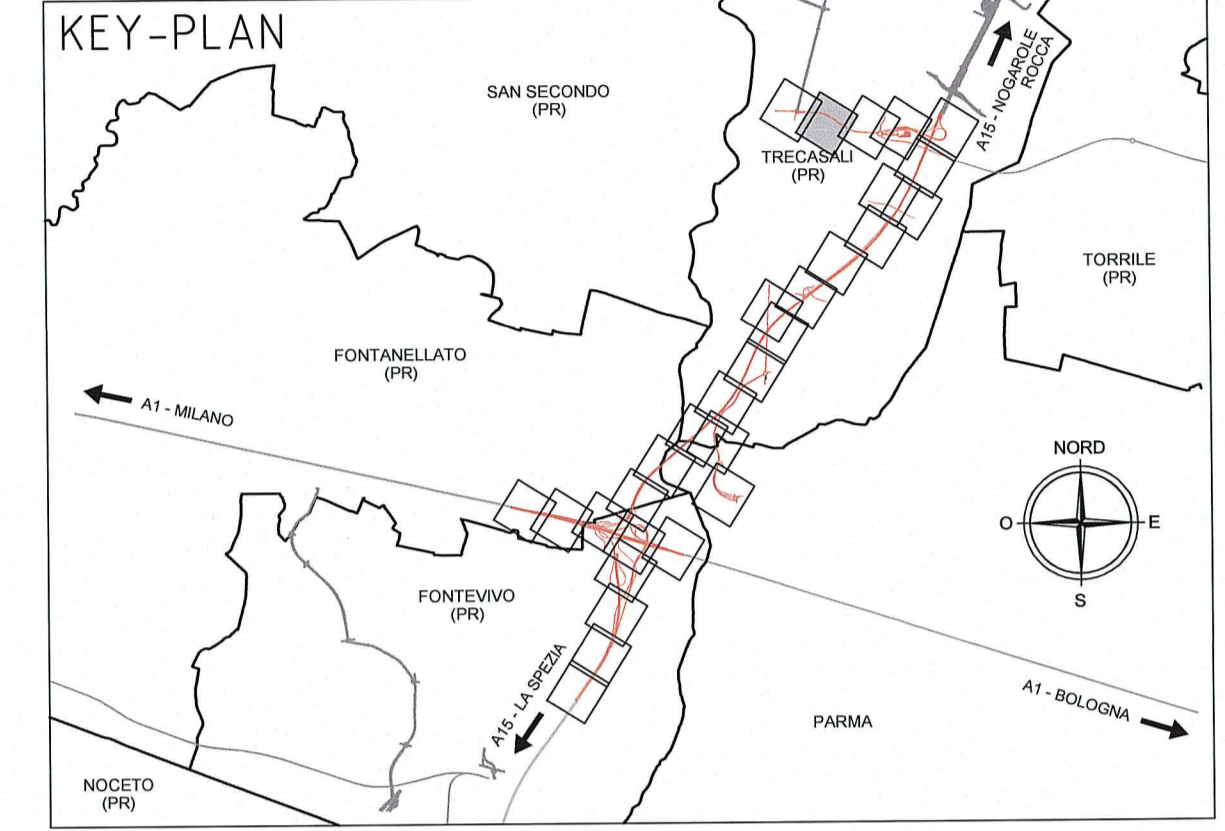 KEY-PLAN
SAN SECONDO
(PR)
A15 - NOGAROLE
ROCCA
TRECASALI
(PR)
TORRILE
(PR)
FONTANELLATO
(PR)
A1 - MILANO
NORD
O
E
S
FONTEVIVO
(PR)
A15 - LA SPEZIA
A1 - BOLOGNA
PARMA
NOCETO
(PR)